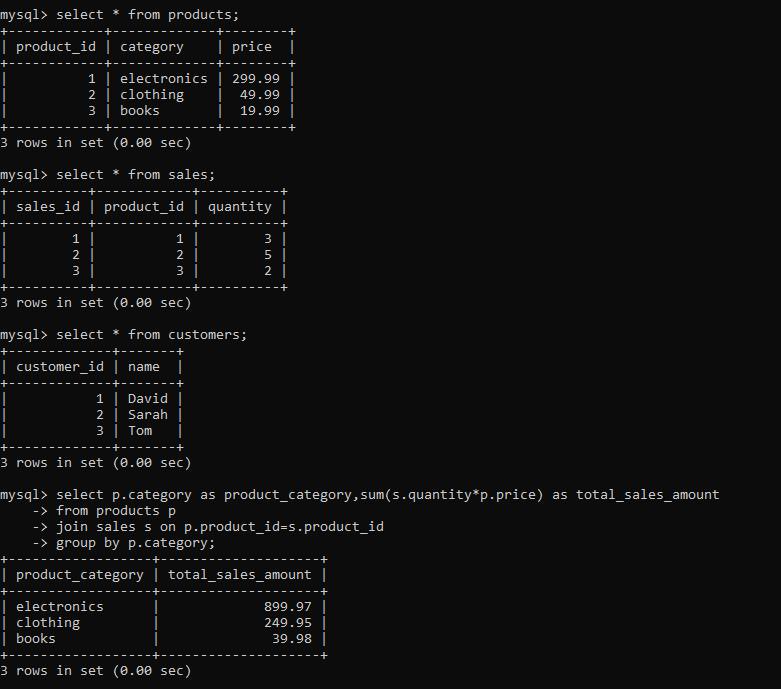 mysql> select * from products;
+------------+-------------+--------+
| product_id | category    | price  |
+------------+-------------+--------+
|          1 | electronics | 299.99 |
|          2 | clothing    |  49.99 |
|          3 | books       |  19.99 |
+------------+-------------+--------+
3 rows in set (0.00 sec)

mysql> select * from sales;
+----------+------------+----------+
| sales_id | product_id | quantity |
+----------+------------+----------+
|        1 |          1 |        3 |
|        2 |          2 |        5 |
|        3 |          3 |        2 |
+----------+------------+----------+
3 rows in set (0.00 sec)

mysql> select * from customers;
+-------------+-------+
| customer_id | name  |
+-------------+-------+
|           1 | David |
|           2 | Sarah |
|           3 | Tom   |
+-------------+-------+
3 rows in set (0.00 sec)

mysql> select p.category as product_category,sum(s.quantity*p.price) as total_sales_amount
    -> from products p
    -> join sales s on p.product_id=s.product_id
    -> group by p.category;
+------------------+--------------------+
| product_category | total_sales_amount |
+------------------+--------------------+
| electronics      |             899.97 |
| clothing         |             249.95 |
| books            |              39.98 |
+------------------+--------------------+
3 rows in set (0.00 sec)